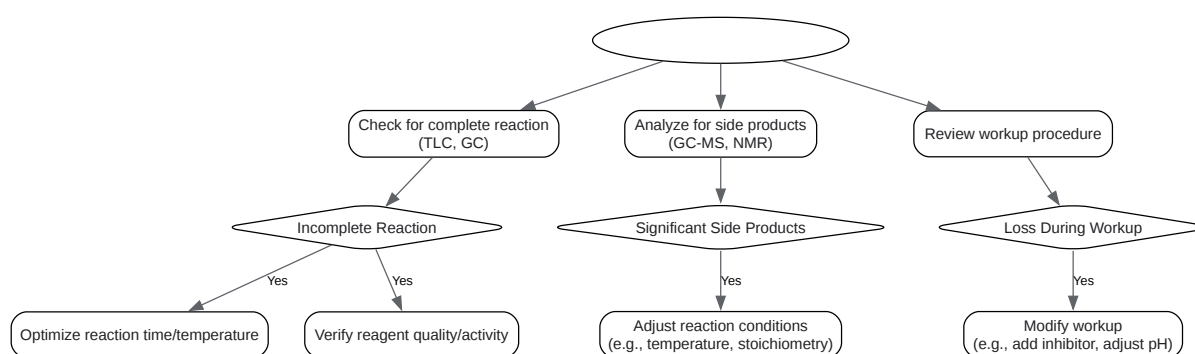 Check for complete reaction
(TLC, GC)
Analyze for side products
(GC-MS, NMR)
Review workup procedure
Incomplete Reaction
Significant Side Products
Loss During Workup
Yes
Yes
Yes
Yes
Optimize reaction time/temperature
Verify reagent quality/activity
Adjust reaction conditions
(e.g., temperature, stoichiometry)
Modify workup
(e.g., add inhibitor, adjust pH)